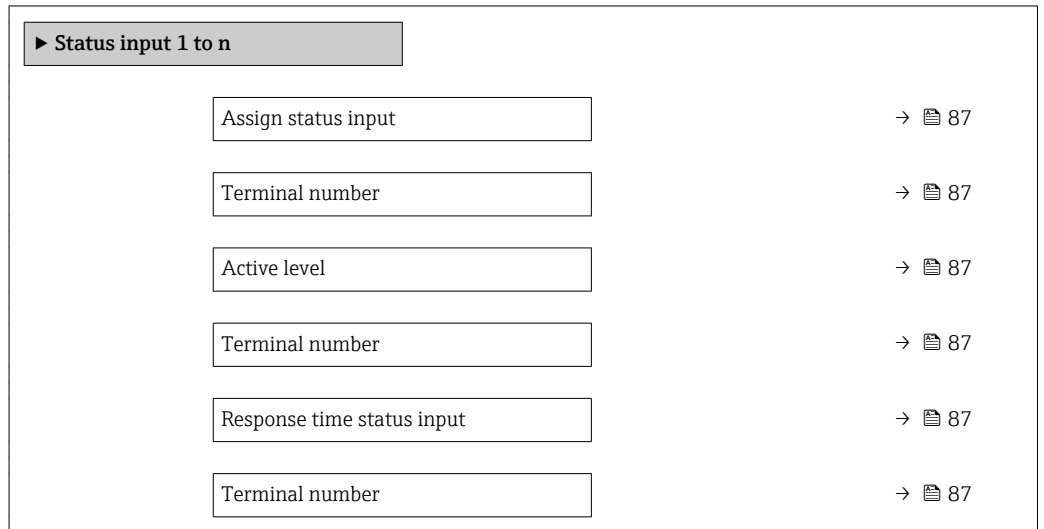 ▶ Status input 1 to n
Assign status input → 87
Terminal number → 87
Active level → 87
Terminal number → 87
Response time status input → 87
Terminal number → 87